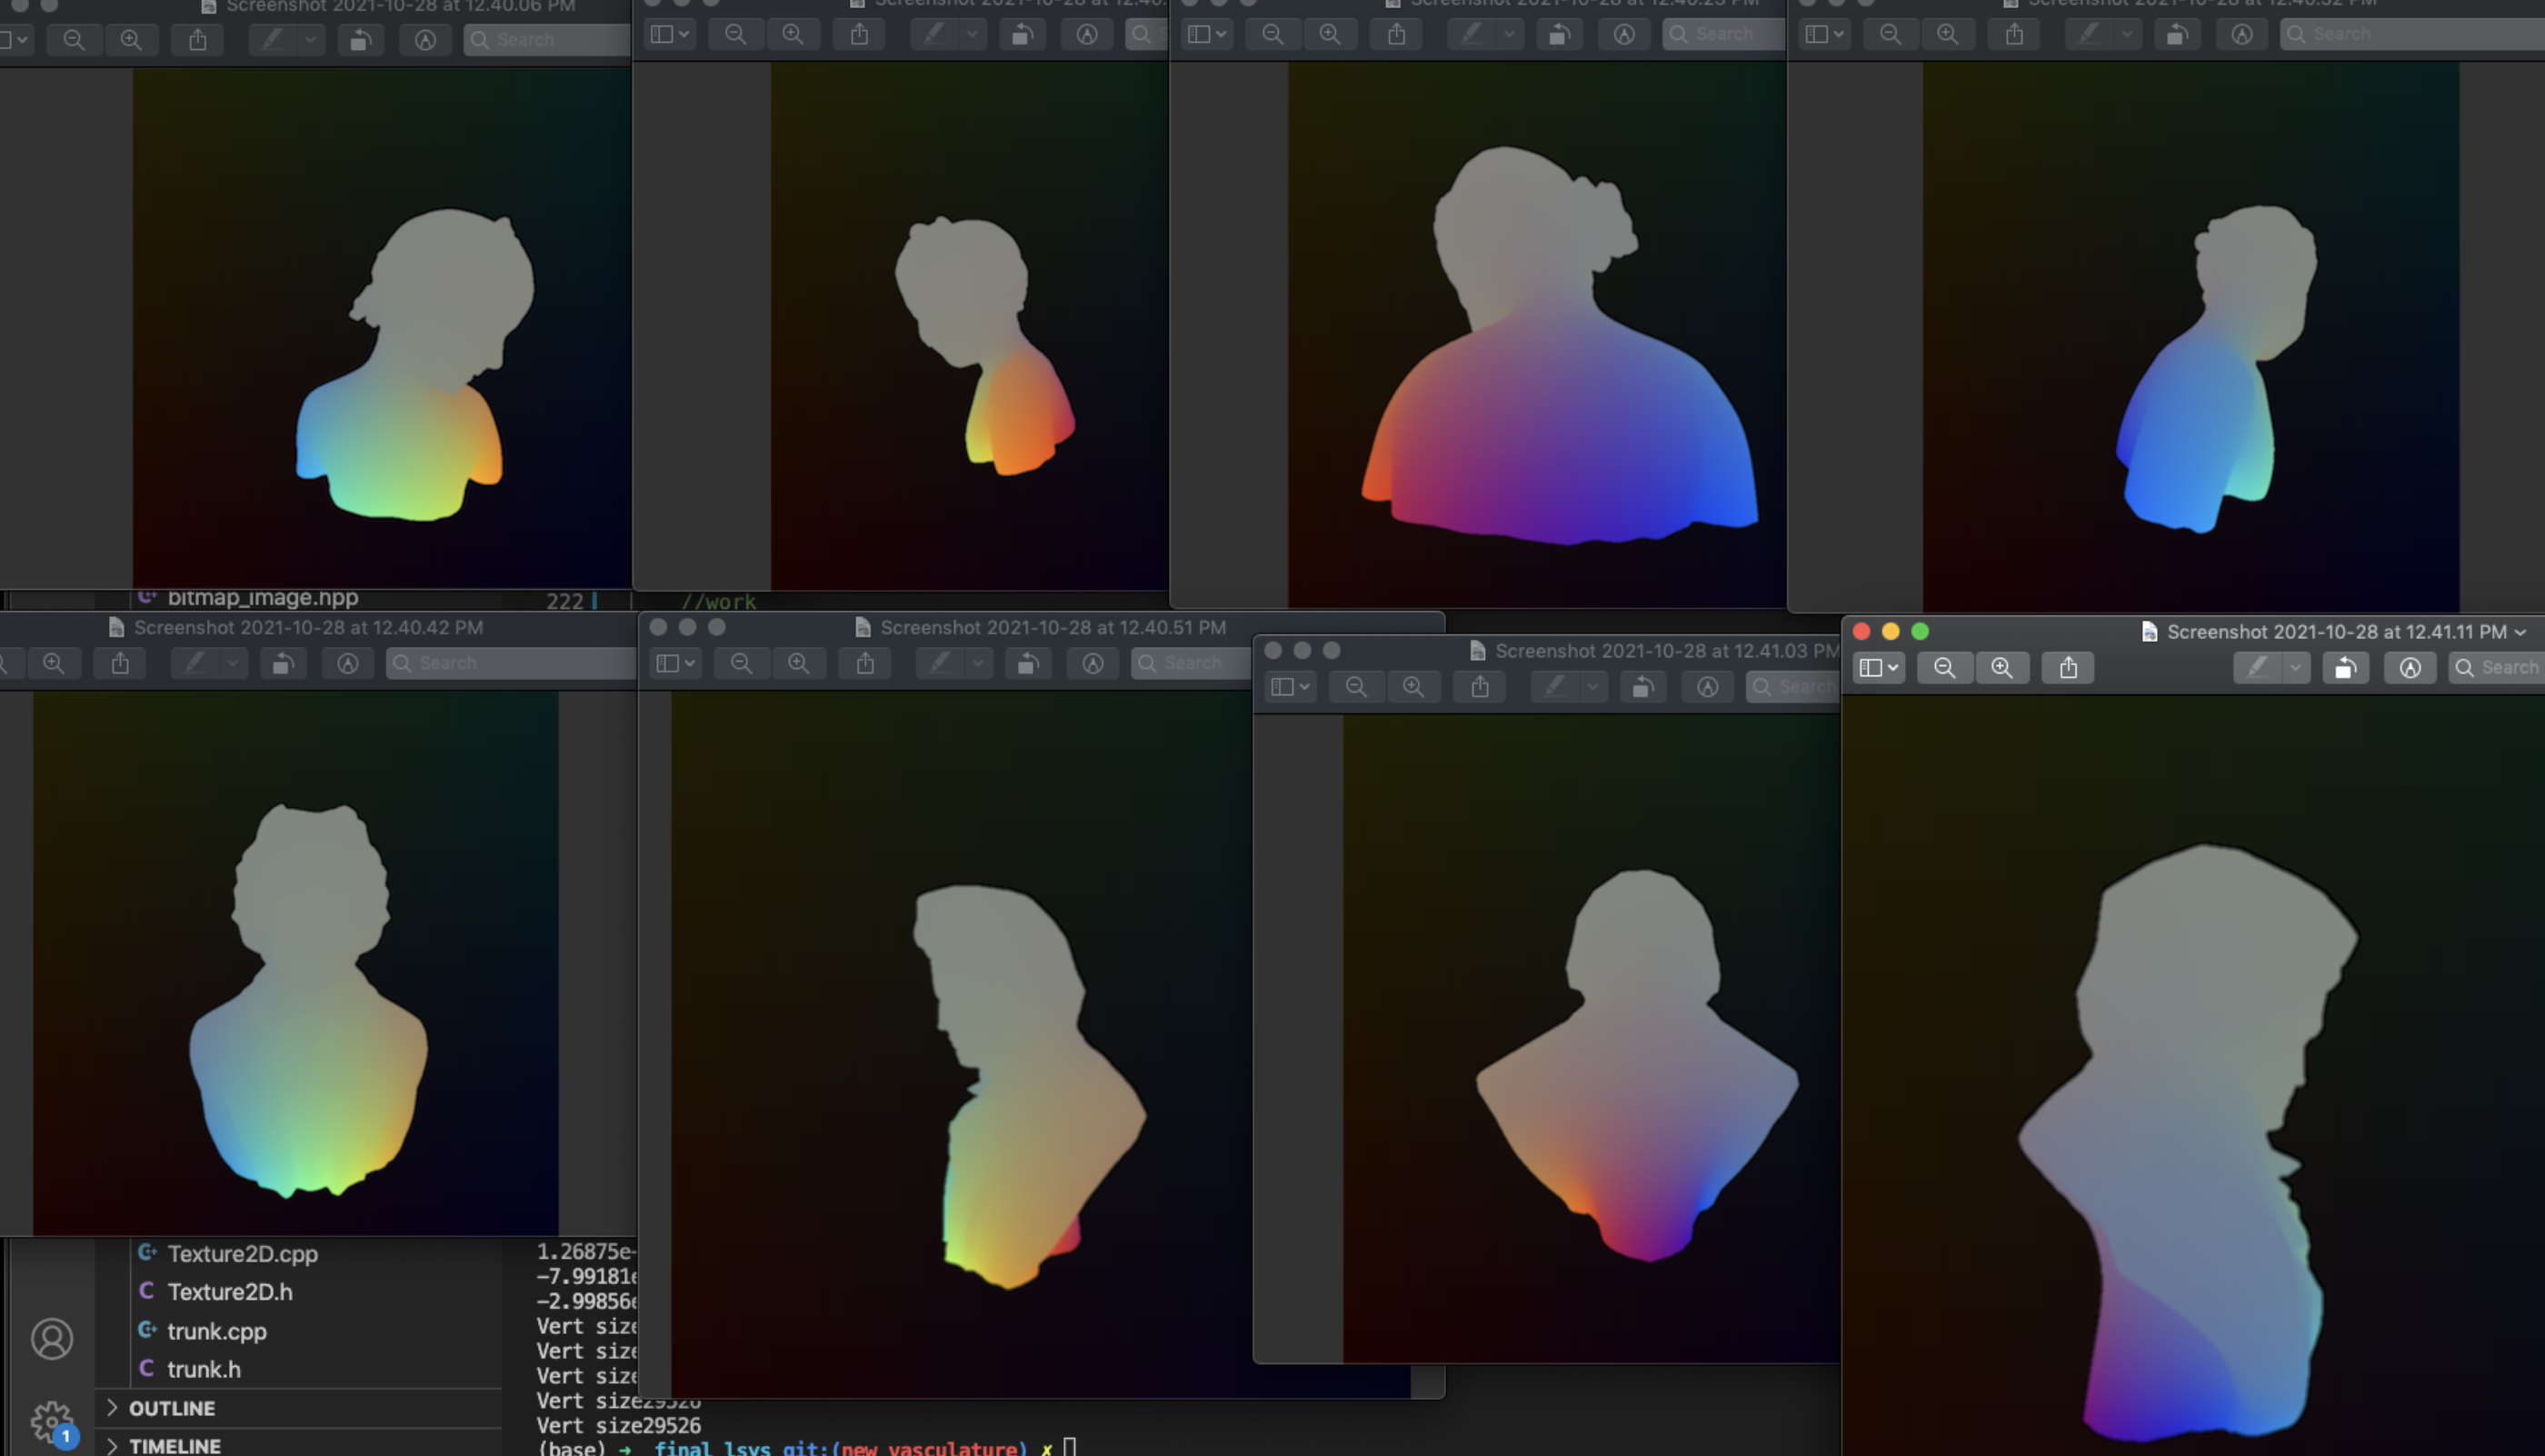 Screenshot 2021-10-28 at 12.40.06 PM
Screenshot 2021-10-28 at 12.40.
Screenshot 2021-10-28 at 12.40.23 PM
Screenshot 2021-10-28 at 12.40.32 PM
Search
S
Search
Search
bitmap_image.hpp
222
//work
Screenshot 2021-10-28 at 12.40.42 PM
Screenshot 2021-10-28 at 12.40.51 PM
Screenshot 2021-10-28 at 12.41.03 PM
Screenshot 2021-10-28 at 12.41.11 PM
Search
Search
Search
Search
Texture2D.cpp
Texture2D.h
trunk.cpp
trunk.h
OUTLINE
TIMELINE
1
1.26875e-
-7.99181e
-2.99856e
Vert size
Vert size
Vert size
Vert size29526
Vert size29526
(base) → final_lsys git:(new_vasculature) ✗